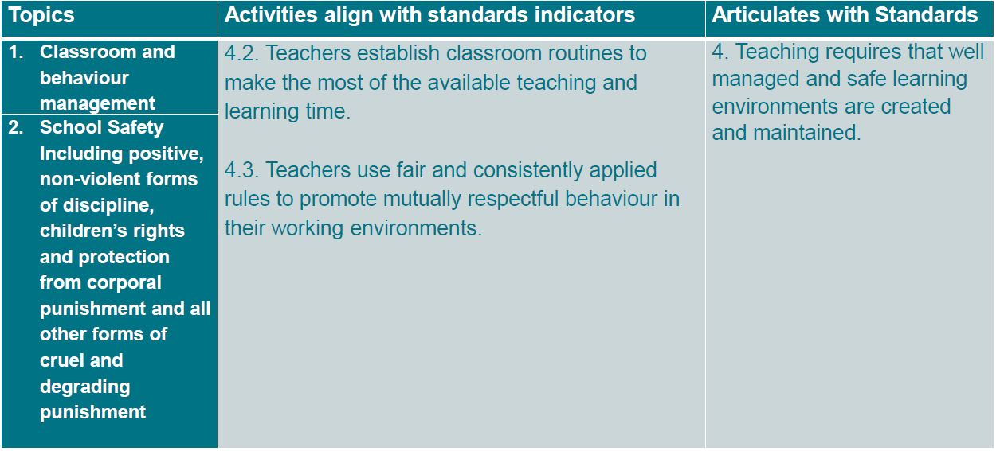 Topics
Activities align with standards indicators
Articulates with Standards
1. Classroom and
behaviour
management
2. School Safety
Including positive,
non-violent forms
of discipline,
children's rights
and protection
from corporal
punishment and all
other forms of
cruel and
degrading
punishment
4.2. Teachers establish classroom routines to
make the most of the available teaching and
learning time.
4.3. Teachers use fair and consistently applied
rules to promote mutually respectful behaviour in
their working environments.
4. Teaching requires that well
managed and safe learning
environments are created
and maintained.